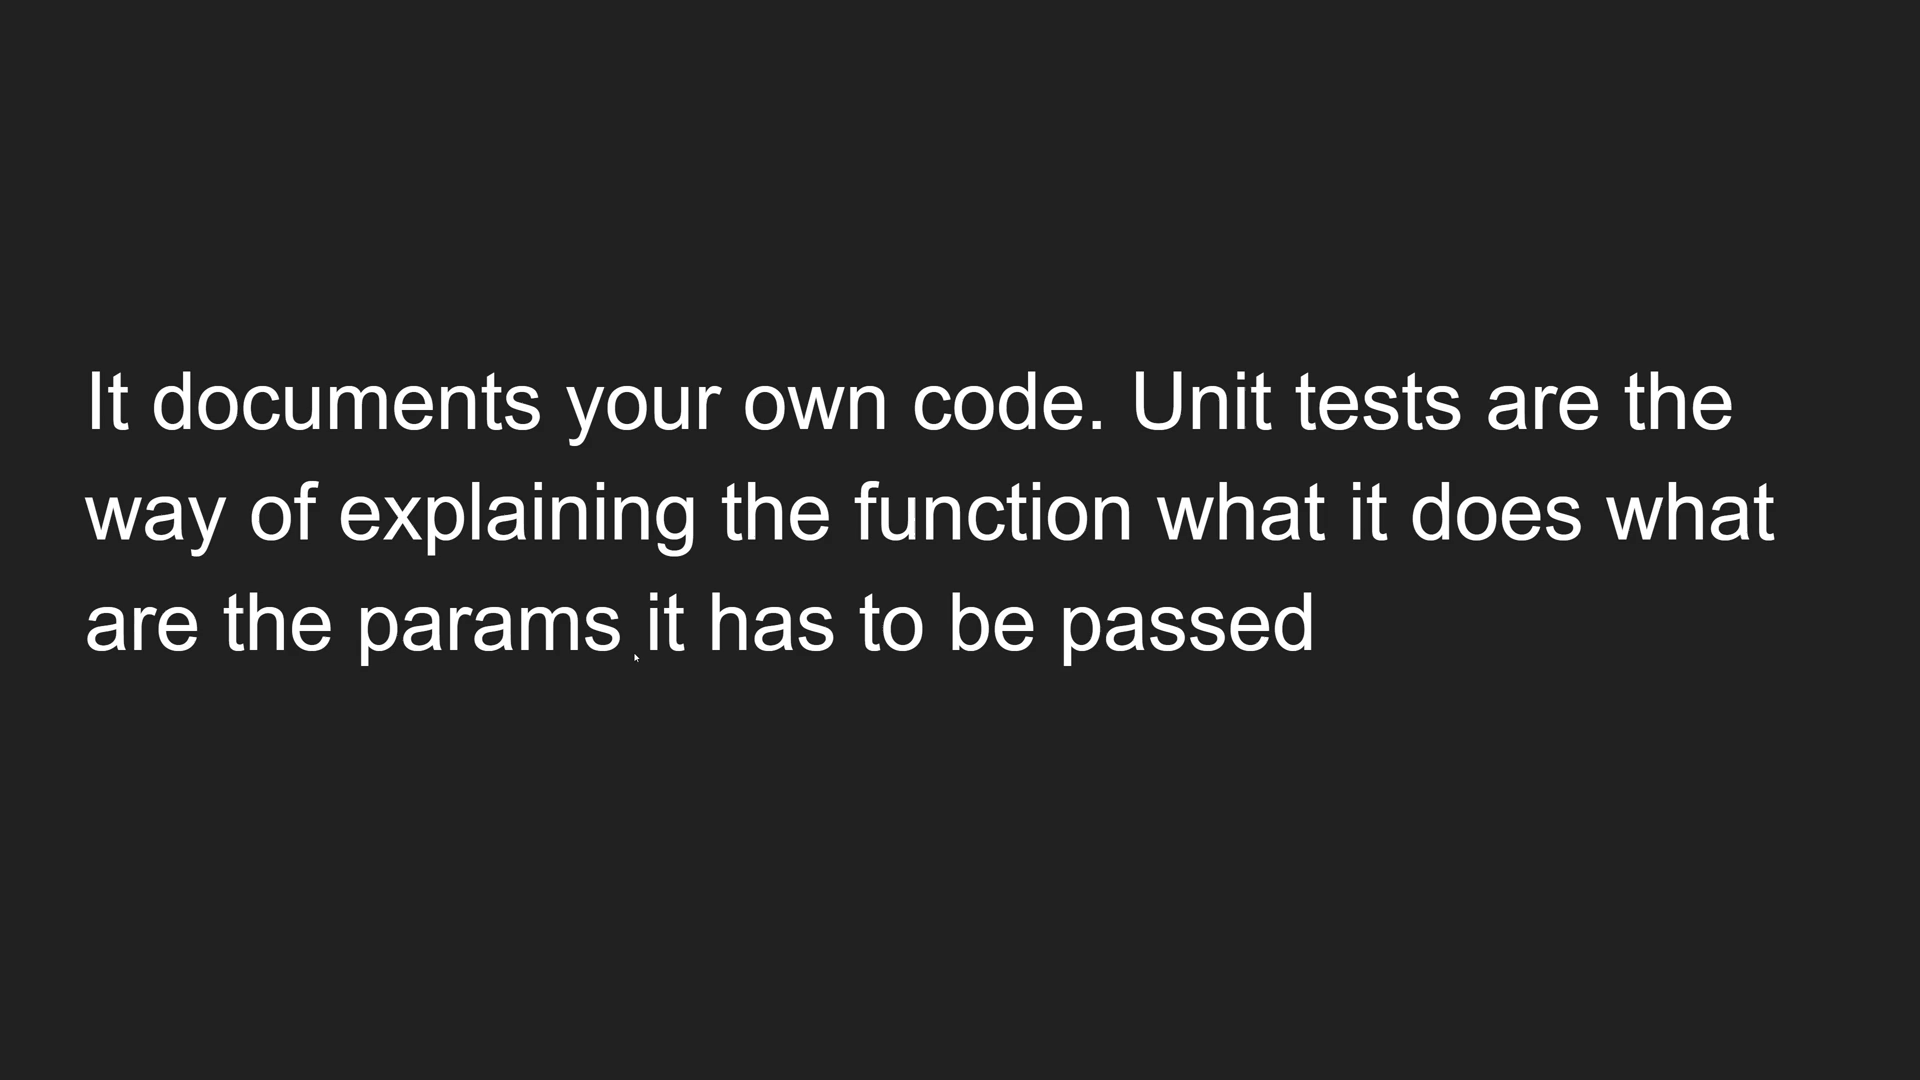 It documents your own code. Unit tests are the
way of explaining the function what it does what
are the params it has to be passed